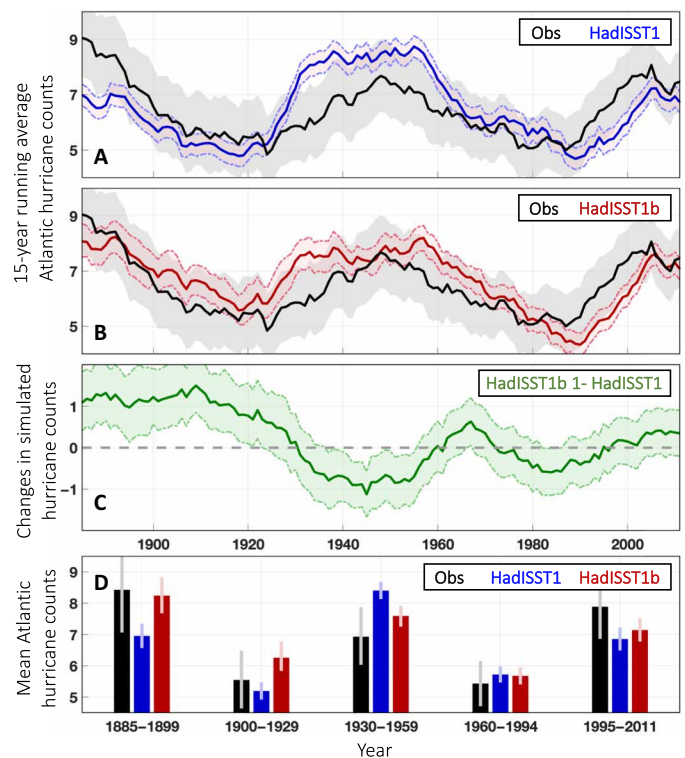 15-year running average
Atlantic hurricane counts
9
7
5
A
Obs HadISST1
9
7
5
B
Obs HadISST1b
Changes in simulated
hurricane counts
1
0
−1
C
HadISST1b 1- HadISST1
1900 1920 1940 1960 1980 2000
Mean Atlantic
hurricane counts
9
8
7
6
5
D
Obs HadISST1 HadISST1b
1885−1899 1900−1929 1930−1959 1960−1994 1995−2011
Year